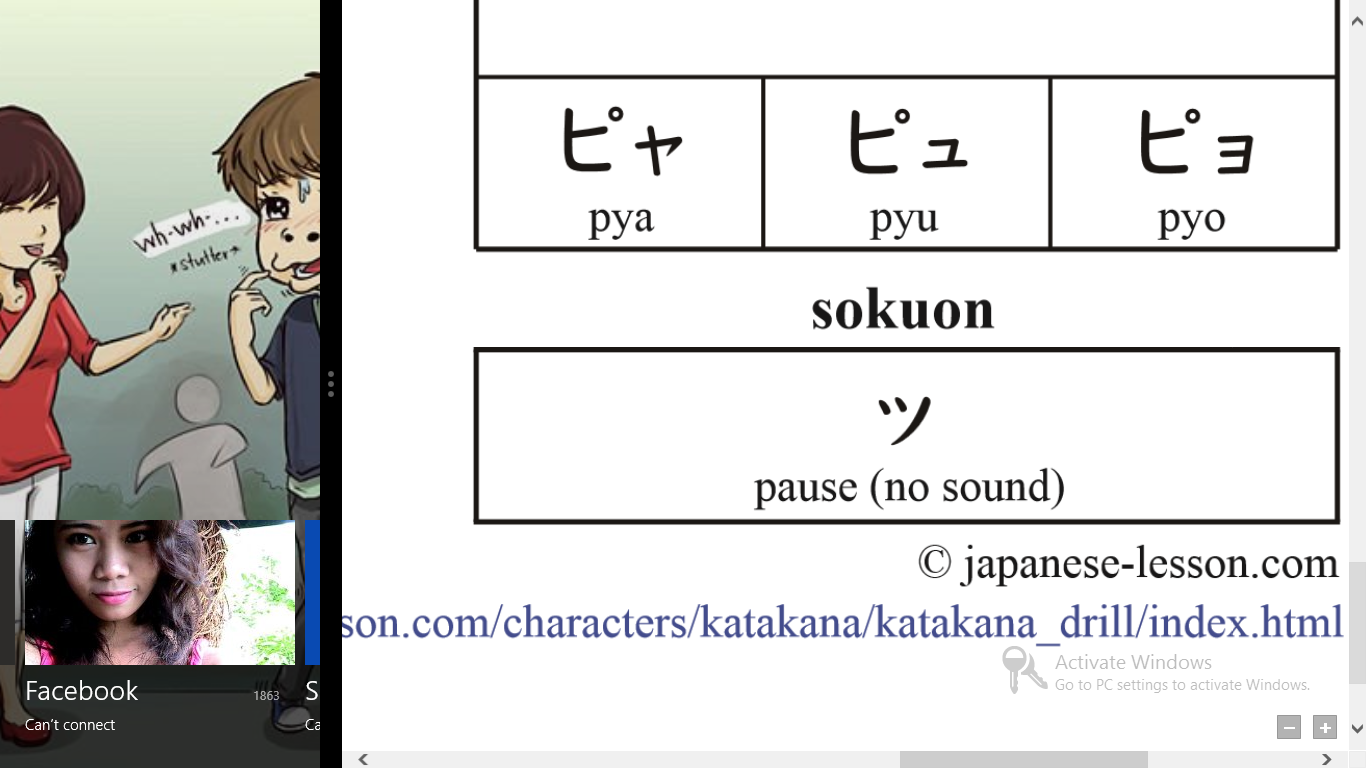 wh-wh-...
*stutter*
Facebook 1863
Can't connect
S
Ca
ピャ ピュ ピョ
pya pyu pyo
sokuon
ッ
pause (no sound)
© japanese-lesson.com
son.com/characters/katakana/katakana_drill/index.html
Activate Windows
Go to PC settings to activate Windows.